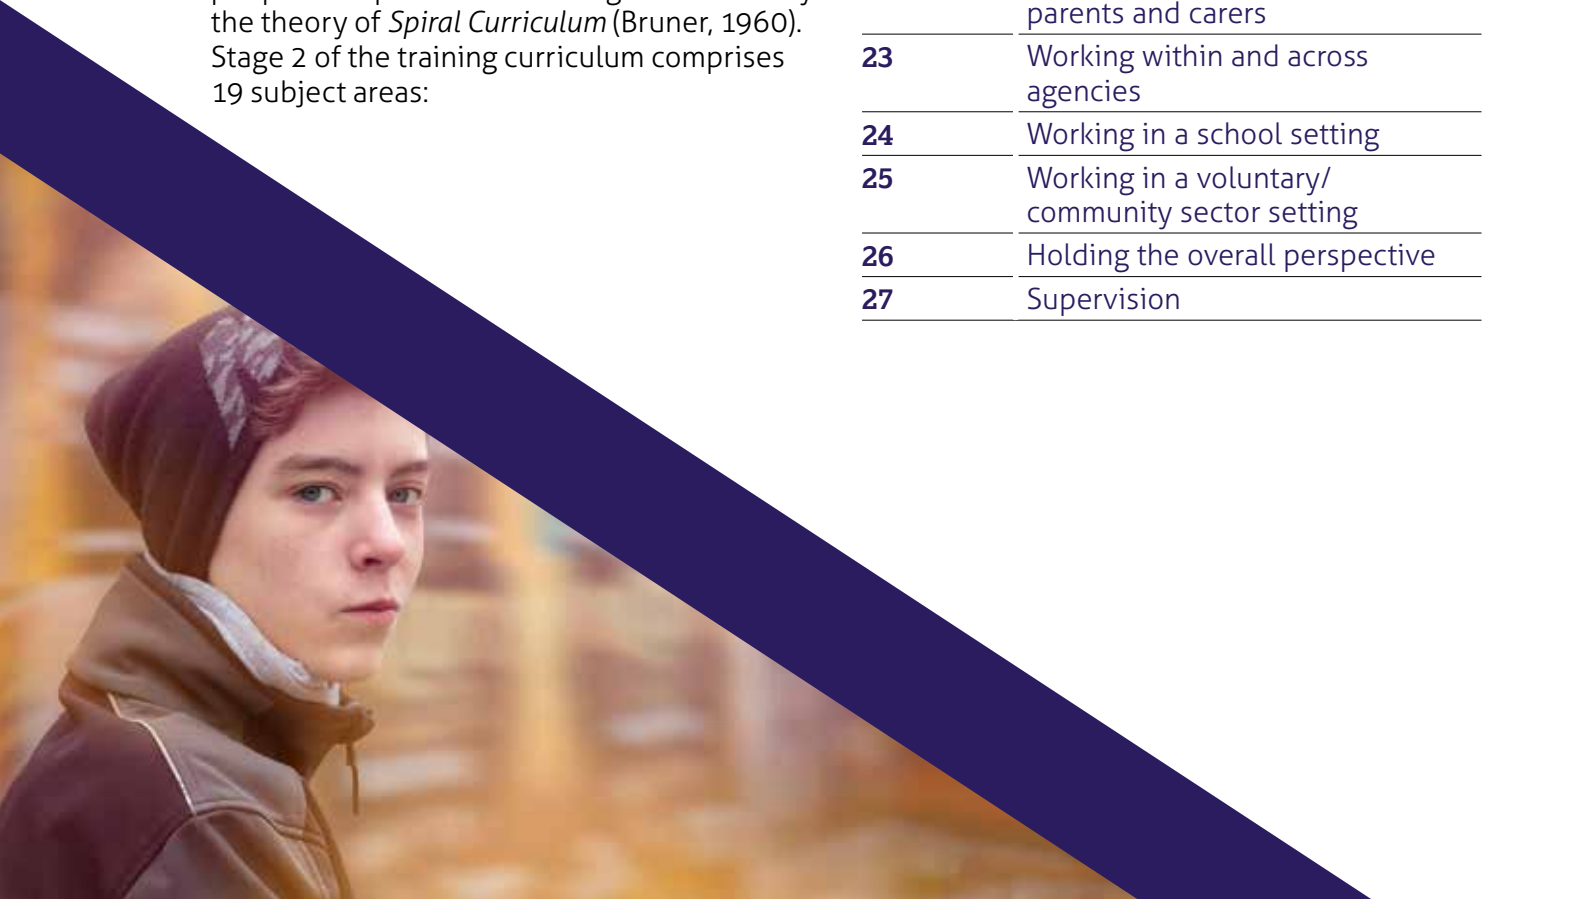 the theory of Spiral Curriculum (Bruner, 1960).
Stage 2 of the training curriculum comprises
19 subject areas:
parents and carers
23 Working within and across
agencies
24 Working in a school setting
25 Working in a voluntary/
community sector setting
26 Holding the overall perspective
27 Supervision